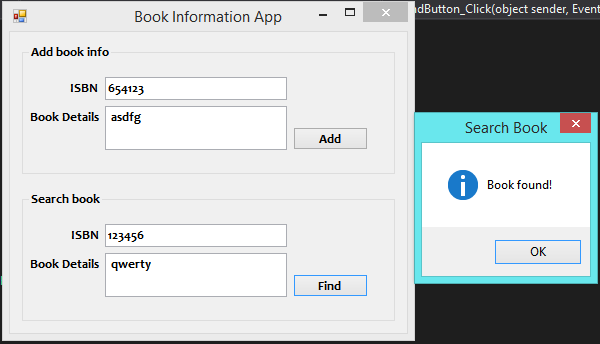 Book Information App
ndButton_Click(object sender, Event
Add book info
ISBN 654123
Book Details asdfg
Add
Search book
ISBN 123456
Book Details qwerty
Find
Search Book
Book found!
OK